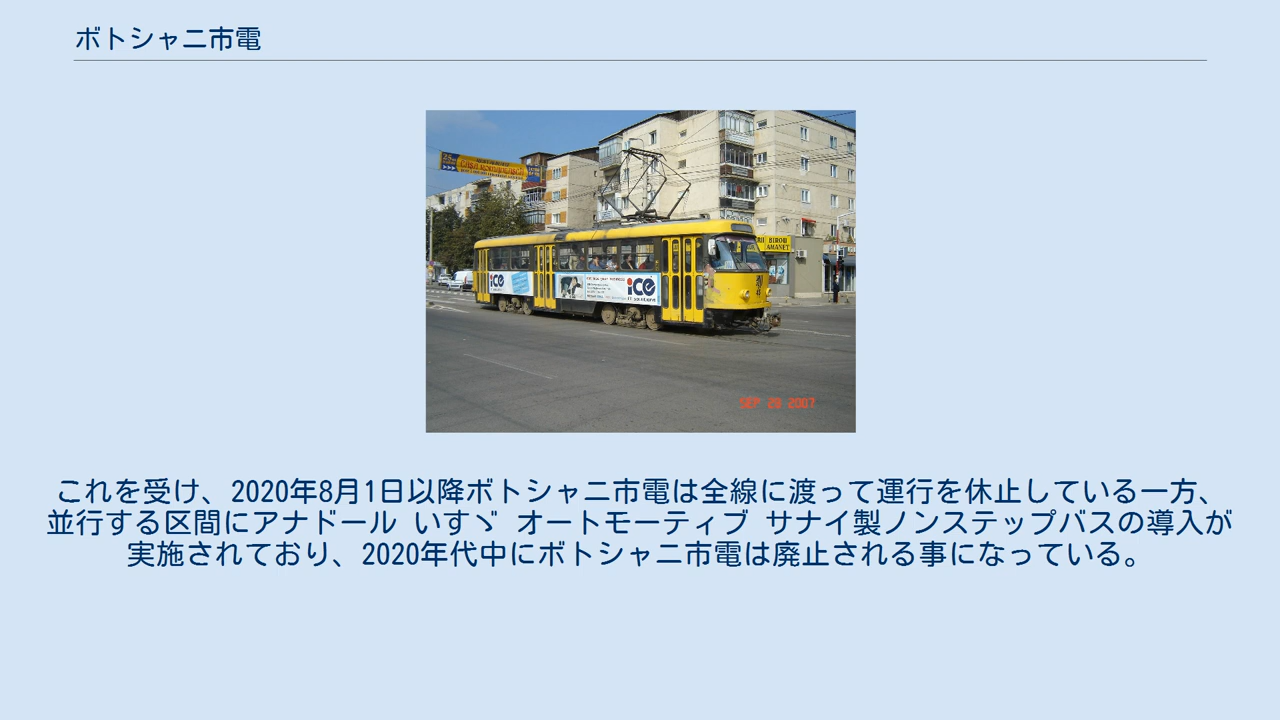 ボトシャニ市電
ice
ice
IT solutions
BIROU
AMANET
SEP 29 2007
これを受け、2020年8月1日以降ボトシャニ市電は全線に渡って運行を休止している一方、
並行する区間にアナドール いすゞ オートモーティブ サナイ製ノンステップバスの導入が
実施されており、2020年代中にボトシャニ市電は廃止される事になっている。